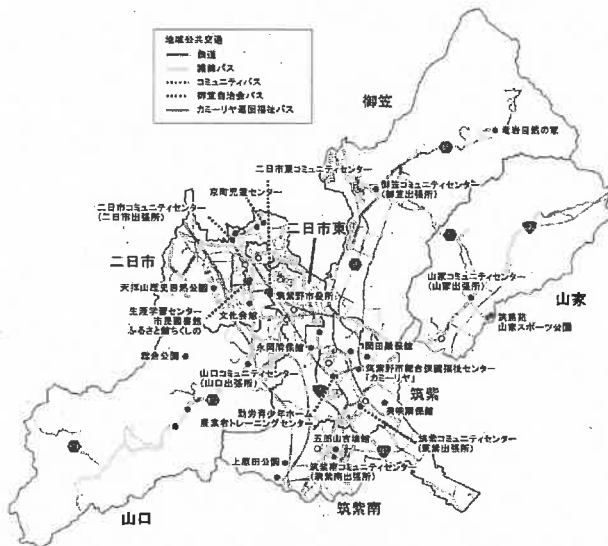 地域公共交通
鉄道
路線バス
コミュニティバス
御笠自治会バス
カミーリヤ巡回福祉バス
御笠
竜岩自然の家
二日市東コミュニティセンター
京町児童センター
御笠コミュニティセンター
(御笠出張所)
二日市コミュニティセンター
(二日市出張所)
二日市東
二日市
筑紫野市役所
山家コミュニティセンター
(山家出張所)
天拝山歴史自然公園
山家
生涯学習センター
市民図書館
ふるさと館ちくしの
文化会館
筑紫苑
山家スポーツ公園
永岡隣保館
岡田隣保館
総合公園
筑紫野市総合保健福祉センター
「カミーリヤ」
山口コミュニティセンター
(山口出張所)
筑紫
美咲隣保館
勤労青少年ホーム
農業者トレーニングセンター
筑紫コミュニティセンター
(筑紫出張所)
五郎山古墳館
上原田公園
筑紫南コミュニティセンター
(筑紫南出張所)
山口
筑紫南